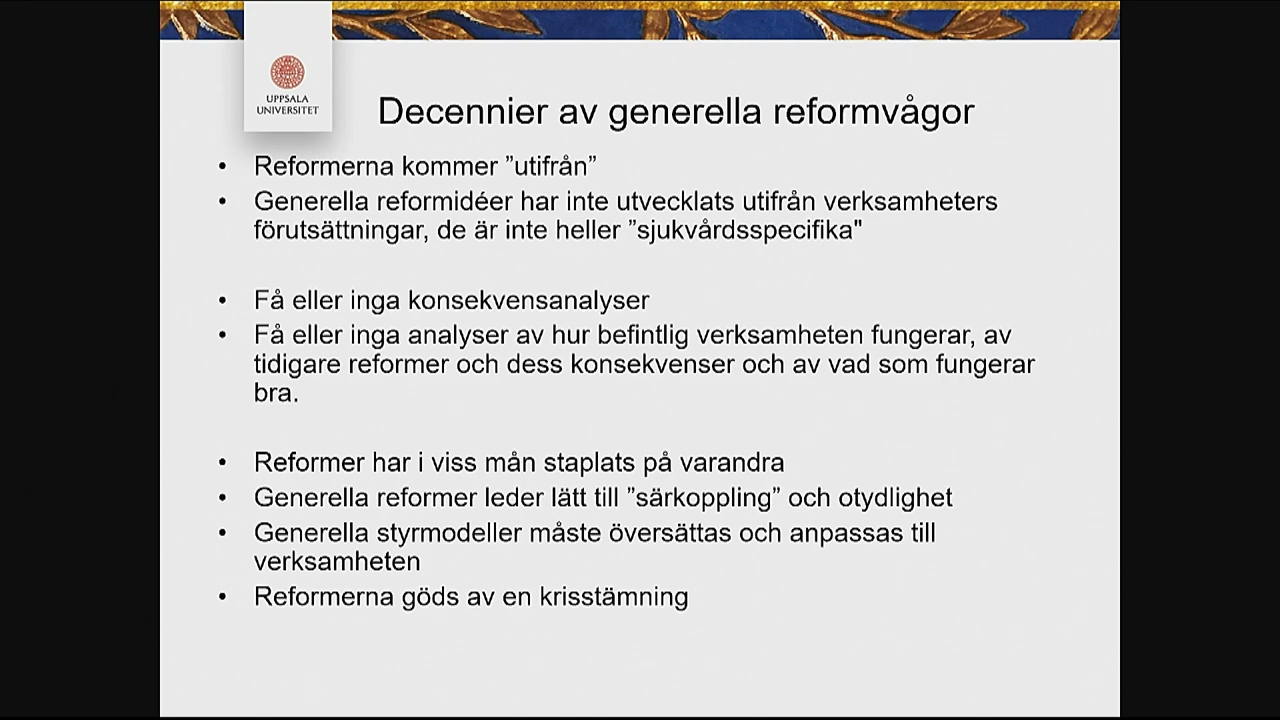 UPPSALA
UNIVERSITET
Decennier av generella reformvågor
• Reformerna kommer ”utifrån”
• Generella reformidéer har inte utvecklats utifrån verksamheters
förutsättningar, de är inte heller ”sjukvårdsspecifika"
• Få eller inga konsekvensanalyser
• Få eller inga analyser av hur befintlig verksamheten fungerar, av
tidigare reformer och dess konsekvenser och av vad som fungerar
bra.
• Reformer har i viss mån staplats på varandra
• Generella reformer leder lätt till ”särkoppling” och otydlighet
• Generella styrmodeller måste översättas och anpassas till
verksamheten
• Reformerna göds av en krisstämning